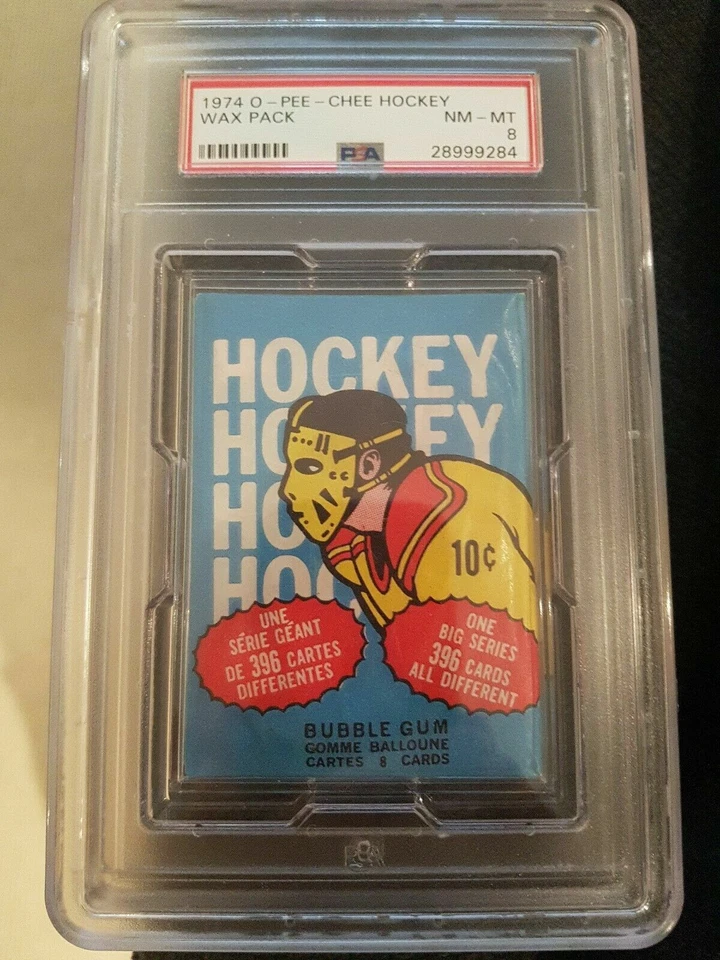 1974 O-PEE-CHEE HOCKEY
WAX PACK NM-MT
8
PSA 28999284
HOCKEY
HOCKEY
HO
HOC
10¢
UNE
SÉRIE GÉANT
DE 396 CARTES
DIFFERENTES
ONE
BIG SERIES
396 CARDS
ALL DIFFERENT
BUBBLE GUM
GOMME BALLOUNE
CARTES 8 CARDS
PSA